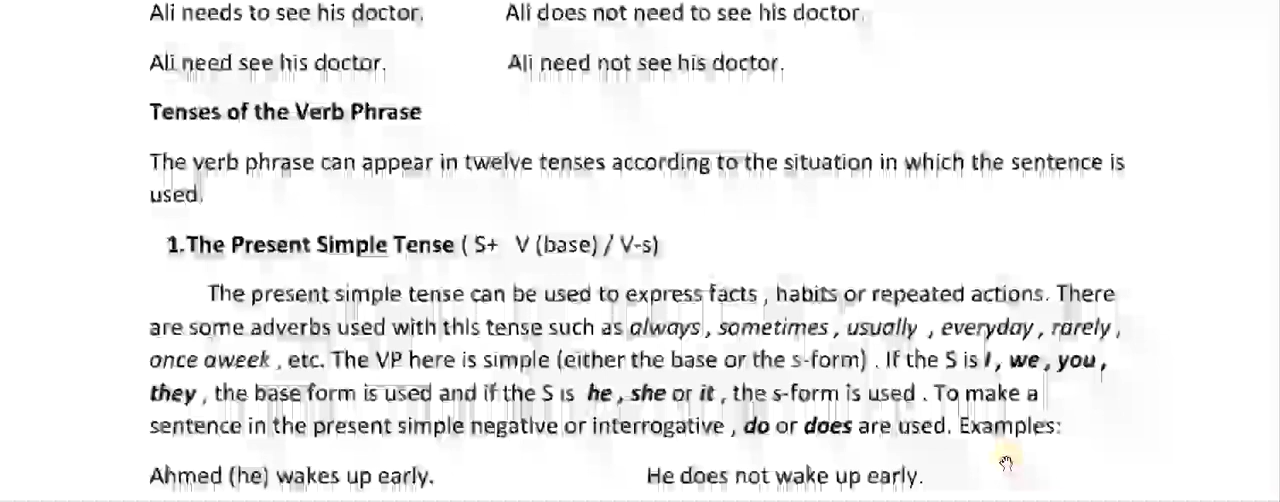 Ali needs to see his doctor. Ali does not need to see his doctor.
Ali need see his doctor. Ali need not see his doctor.
Tenses of the Verb Phrase
The verb phrase can appear in twelve tenses according to the situation in which the sentence is
used.
1.The Present Simple Tense ( S+ V (base) / V-s)
The present simple tense can be used to express facts , habits or repeated actions. There
are some adverbs used with this tense such as always , sometimes , usually , everyday , rarely ,
once aweek , etc. The VP here is simple (either the base or the s-form) . If the S is I , we , you ,
they , the base form is used and if the S is he , she or it , the s-form is used . To make a
sentence in the present simple negative or interrogative , do or does are used. Examples:
Ahmed (he) wakes up early. He does not wake up early.